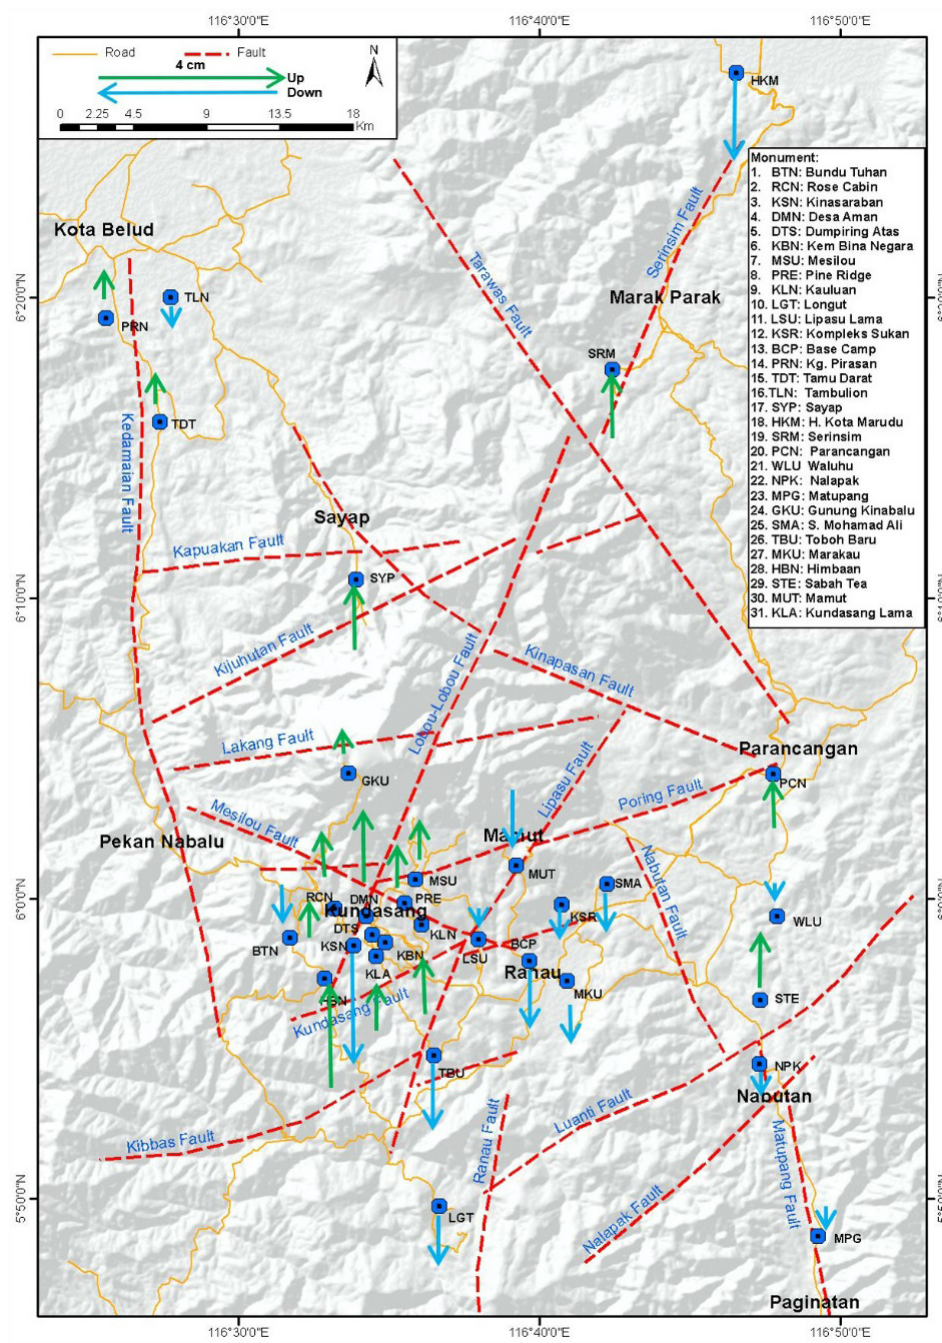 116°30'0"E
116°40'0"E
116°50'0"E
Road
Fault
4 cm
Up
Down
N
0 2.25 4.5 9 13.5 18
Km
HKM
Monument:
1. BTN: Bundu Tuhan
2. RCN: Rose Cabin
3. KSN: Kinasaraban
4. DMN: Desa Aman
5. DTS: Dumpiring Atas
6. KBN: Kem Bina Negara
7. MSU: Mesilou
8. PRE: Pine Ridge
9. KLN: Kauluan
10. LGT: Longut
11. LSU: Lipasu Lama
12. KSR: Kompleks Sukan
13. BCP: Base Camp
14. PRN: Kg. Pirasan
15. TDT: Tamu Darat
16.TLN: Tambulion
17. SYP: Sayap
18. HKM: H. Kota Marudu
19. SRM: Serinsim
20. PCN: Parancangan
21. WLU Waluhu
22. NPK: Nalapak
23. MPG: Matupang
24. GKU: Gunung Kinabalu
25. SMA: S. Mohamad Ali
26. TBU: Toboh Baru
27. MKU: Marakau
28. HBN: Himbaan
29. STE: Sabah Tea
30. MUT: Mamut
31. KLA: Kundasang Lama
Kota Belud
Serinsim Fault
Tarawas Fault
6°20'0"N
TLN
Marak Parak
PRN
SRM
TDT
Kedamaian Fault
Sayap
Kapuakan Fault
SYP
6°10'0"N
Kijuhutan Fault
Lobou-Lobou Fault
Kinapasan Fault
Lakang Fault
Parancangan
GKU
PCN
Lipasu Fault
Poring Fault
Mesilou Fault
Pekan Nabalu
Mamut
MUT
Nabutan Fault
MSU
SMA
6°0'0"N
RCN
DMN
PRE
Kundasang
KSR
WLU
DTS
KLN
BTN
KSN
KBN
LSU
BCP
KLA
Ranau
HBN
MKU
STE
Kundasang Fault
TBU
NPK
Nabutan
Kibbas Fault
Ranau Fault
Luanti Fault
Matupang Fault
5°50'0"N
LGT
Nalapak Fault
MPG
Paginatan
116°30'0"E
116°40'0"E
116°50'0"E